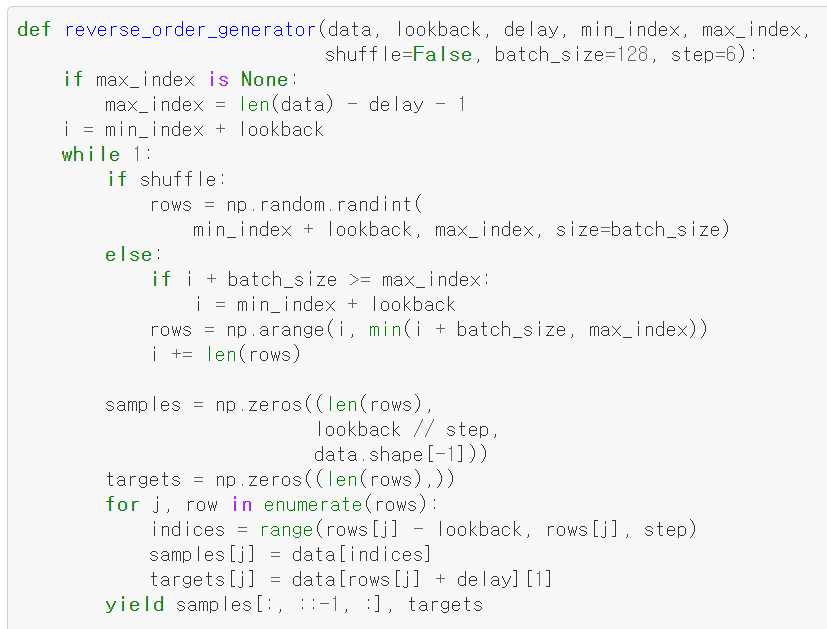 def reverse_order_generator(data, lookback, delay, min_index, max_index,
                            shuffle=False, batch_size=128, step=6):
    if max_index is None:
        max_index = len(data) - delay - 1
    i = min_index + lookback
    while 1:
        if shuffle:
            rows = np.random.randint(
                min_index + lookback, max_index, size=batch_size)
        else:
            if i + batch_size >= max_index:
                i = min_index + lookback
            rows = np.arange(i, min(i + batch_size, max_index))
            i += len(rows)

        samples = np.zeros((len(rows),
                           lookback // step,
                           data.shape[-1]))
        targets = np.zeros((len(rows),))
        for j, row in enumerate(rows):
            indices = range(rows[j] - lookback, rows[j], step)
            samples[j] = data[indices]
            targets[j] = data[rows[j] + delay][1]
        yield samples[:, ::-1, :], targets